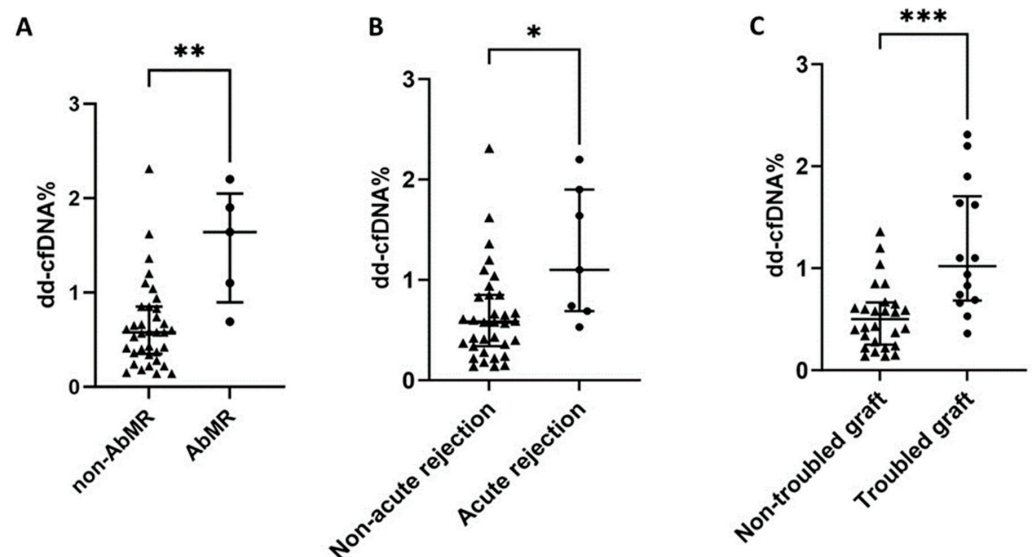 A
**
dd-cfDNA%
3
2
1
0
non-AbMR
AbMR
B
*
dd-cfDNA%
3
2
1
0
Non-acute rejection
Acute rejection
C
***
dd-cfDNA%
3
2
1
0
Non-troubled graft
Troubled graft